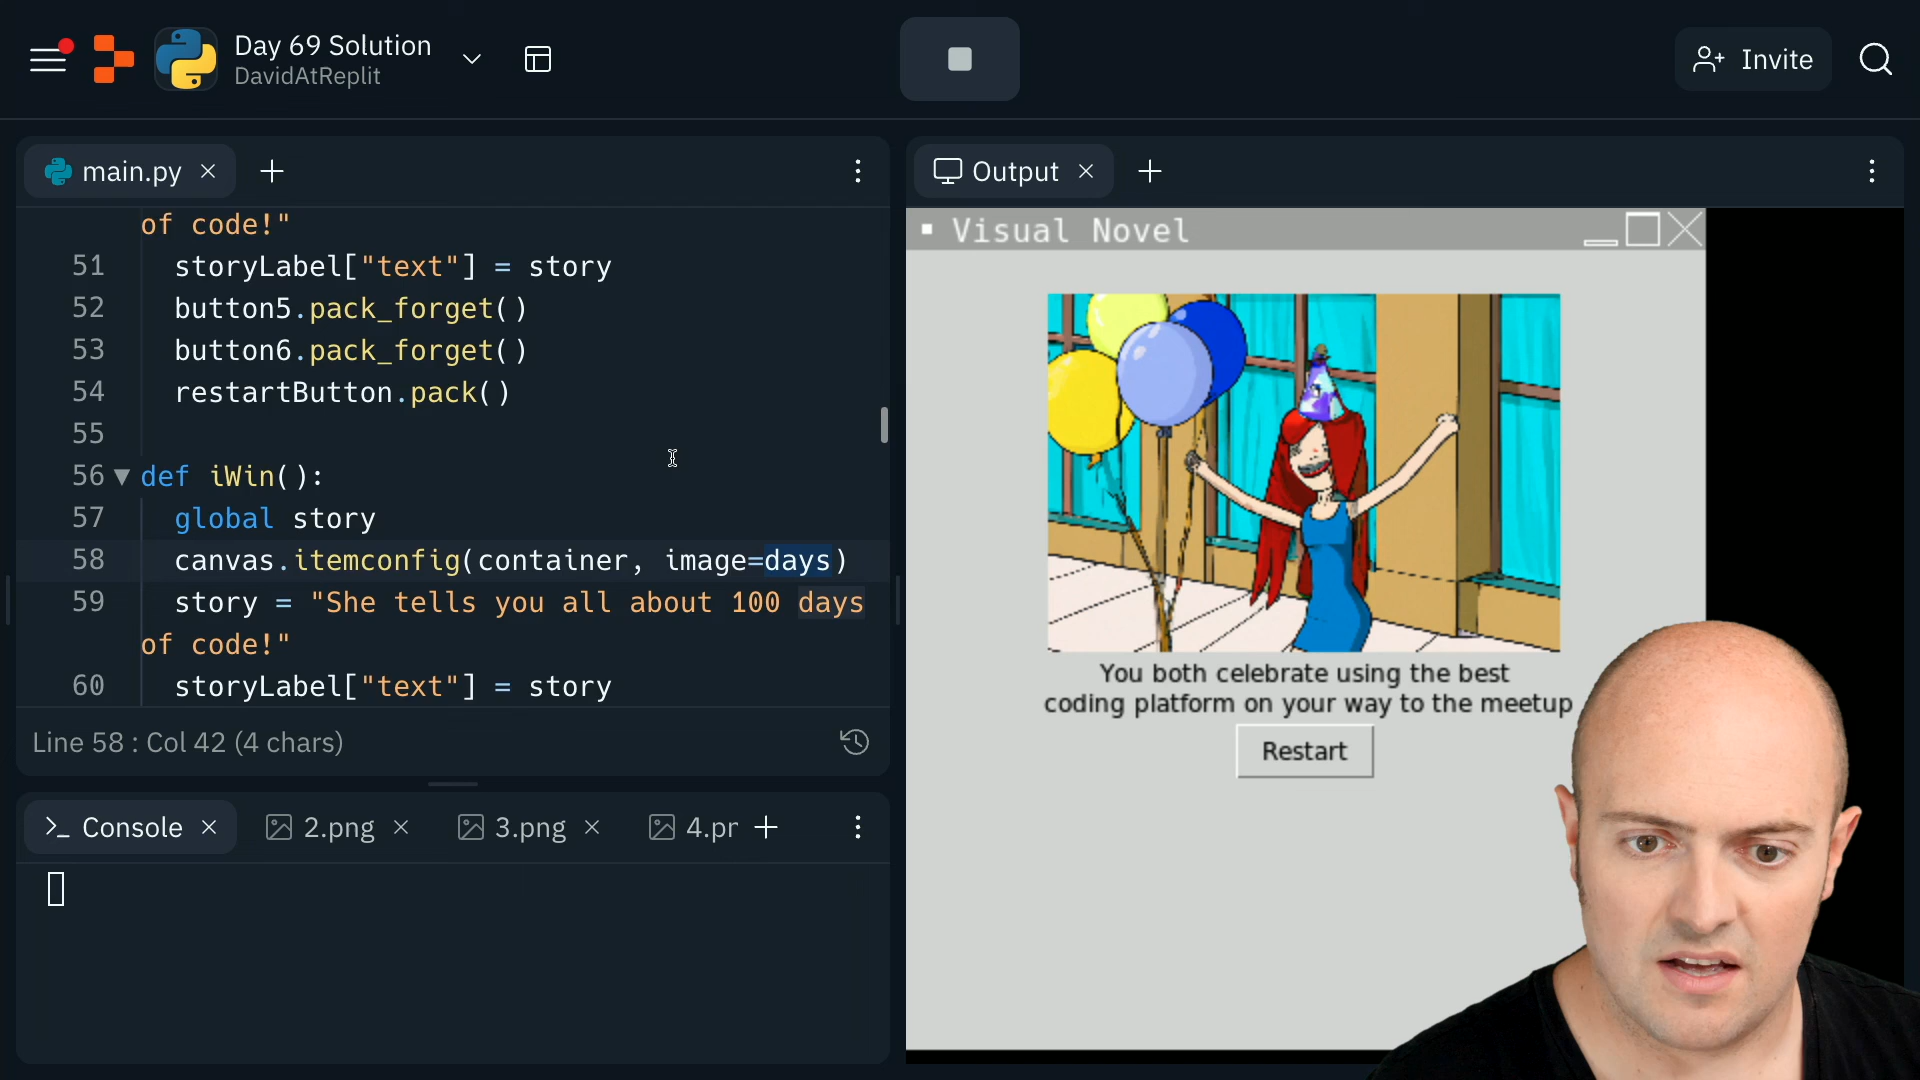 Day 69 Solution
DavidAtReplit
Invite
main.py
of code!"
51 storyLabel["text"] = story
52 button5.pack_forget()
53 button6.pack_forget()
54 restartButton.pack()
55
56 def iWin():
57 global story
58 canvas.itemconfig(container, image=days)
59 story = "She tells you all about 100 days
of code!"
60 storyLabel["text"] = story
Line 58 : Col 42 (4 chars)
Console
2.png
3.png
4.pr
Output
Visual Novel
You both celebrate using the best
coding platform on your way to the meetup
Restart